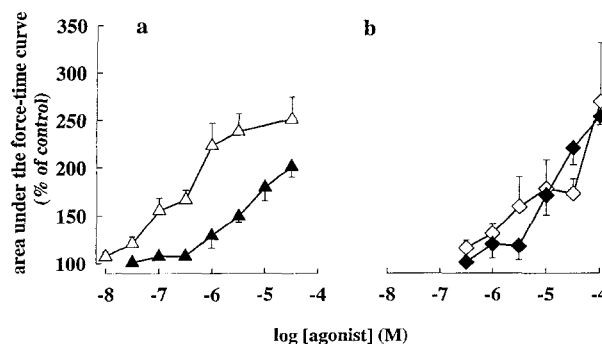 a
b
350
300
250
200
150
100
area under the force-time curve
(% of control)
-8 -7 -6 -5 -4
-7 -6 -5 -4
log [agonist] (M)